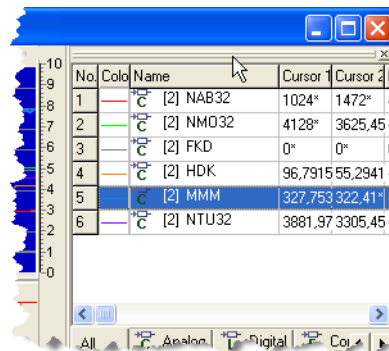 10
9
8
7
6
5
4
3
2
1
0
No. Colo Name Cursor 1 Cursor 2
1 C [2] NAB32 1024* 1472*
2 C [2] NMO32 4128* 3625,45
3 C [2] FKD 0* 0*
4 C [2] HDK 96,7915 55,2941
5 C [2] MMM 327,753 322,41*
6 C [2] NTU32 3881,97 3305,45
All Analog Digital